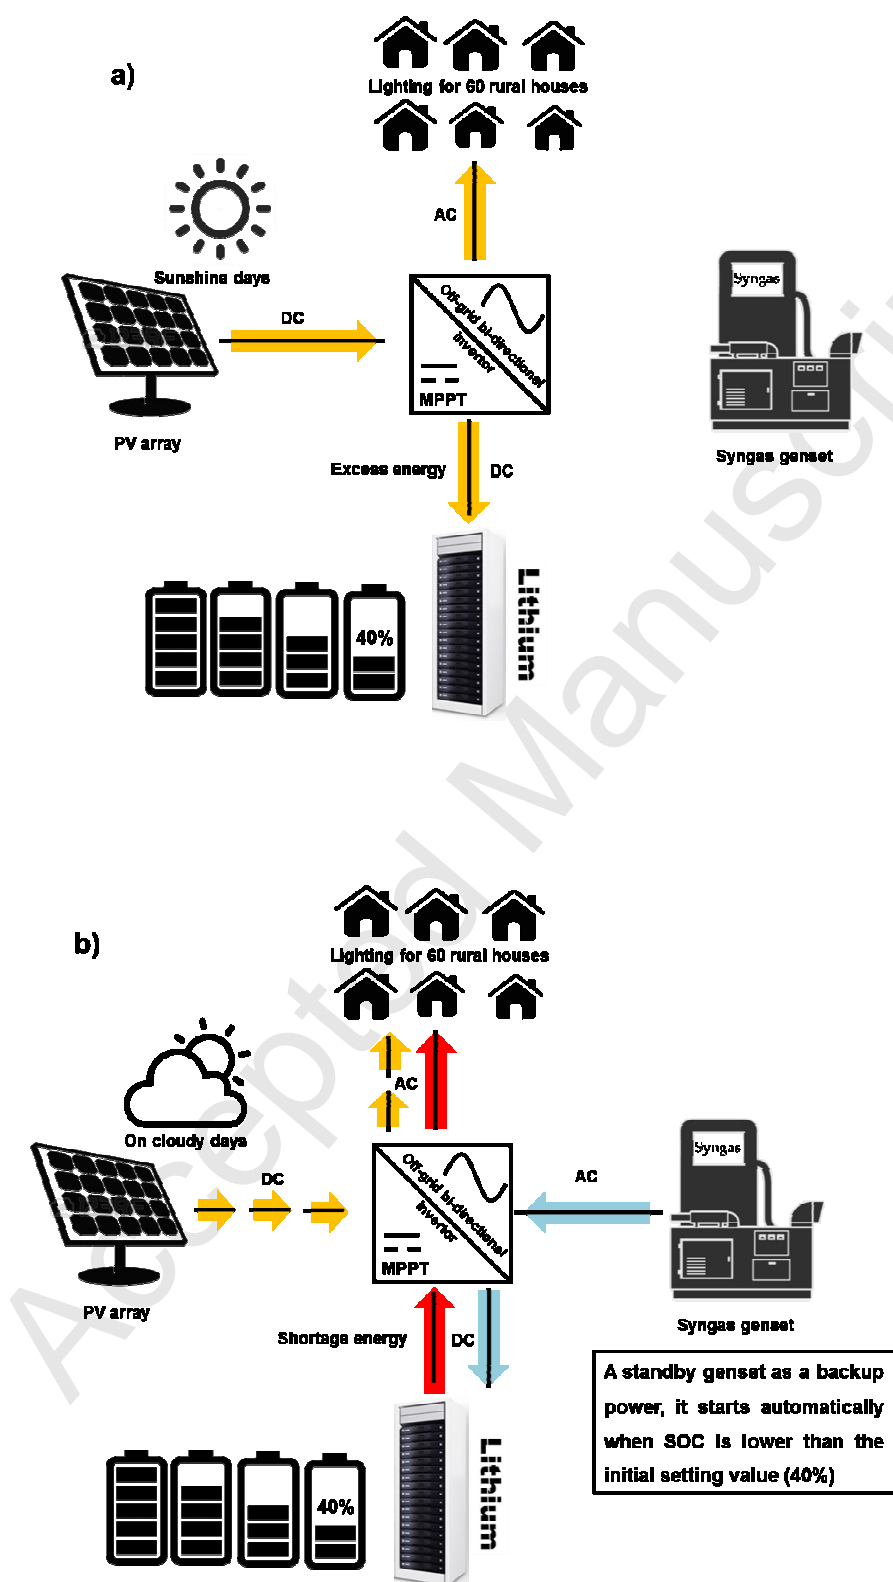 a)
Lighting for 60 rural houses
AC
Sunshine days
Syngas
DC
Off-grid bi-directional
invertor
MPPT
PV array
Syngas genset
Excess energy
DC
Lithium
40%
b)
Lighting for 60 rural houses
AC
On cloudy days
Syngas
DC
AC
Off-grid bi-directional
invertor
MPPT
PV array
Syngas genset
Shortage energy
DC
A standby genset as a backup
power, it starts automatically
when SOC is lower than the
initial setting value (40%)
Lithium
40%
Accepted Manuscript